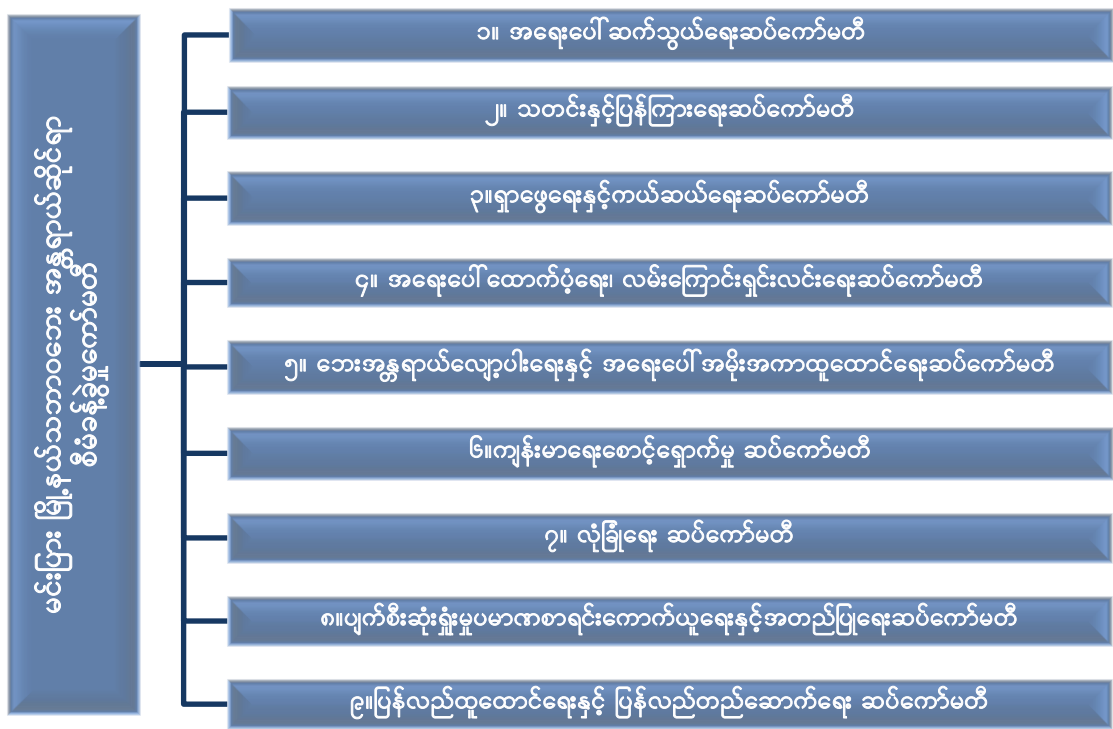 မင်းပြား မြို့နယ်သဘာဝဘေး အန္တရာယ်ဆိုင်ရာ
စီမံခန့်ခွဲမှုကော်မတီ
၁။ အရေးပေါ် ဆက်သွယ်ရေးဆပ်ကော်မတီ
၂။ သတင်းနှင့်ပြန်ကြားရေးဆပ်ကော်မတီ
၃။ရှာဖွေရေးနှင့်ကယ်ဆယ်ရေးဆပ်ကော်မတီ
၄။ အရေးပေါ် ထောက်ပံ့ရေး၊ လမ်းကြောင်းရှင်းလင်းရေးဆပ်ကော်မတီ
၅။ ဘေးအန္တရာယ်လျော့ပါးရေးနှင့် အရေးပေါ် အမိုးအကာထူထောင်ရေးဆပ်ကော်မတီ
၆။ကျန်းမာရေးစောင့်ရှောက်မှု ဆပ်ကော်မတီ
၇။ လုံခြုံရေး ဆပ်ကော်မတီ
၈။ပျက်စီးဆုံးရှုံးမှုပမာဏစာရင်းကောက်ယူရေးနှင့်အတည်ပြုရေးဆပ်ကော်မတီ
၉။ပြန်လည်ထူထောင်ရေးနှင့် ပြန်လည်တည်ဆောက်ရေး ဆပ်ကော်မတီ